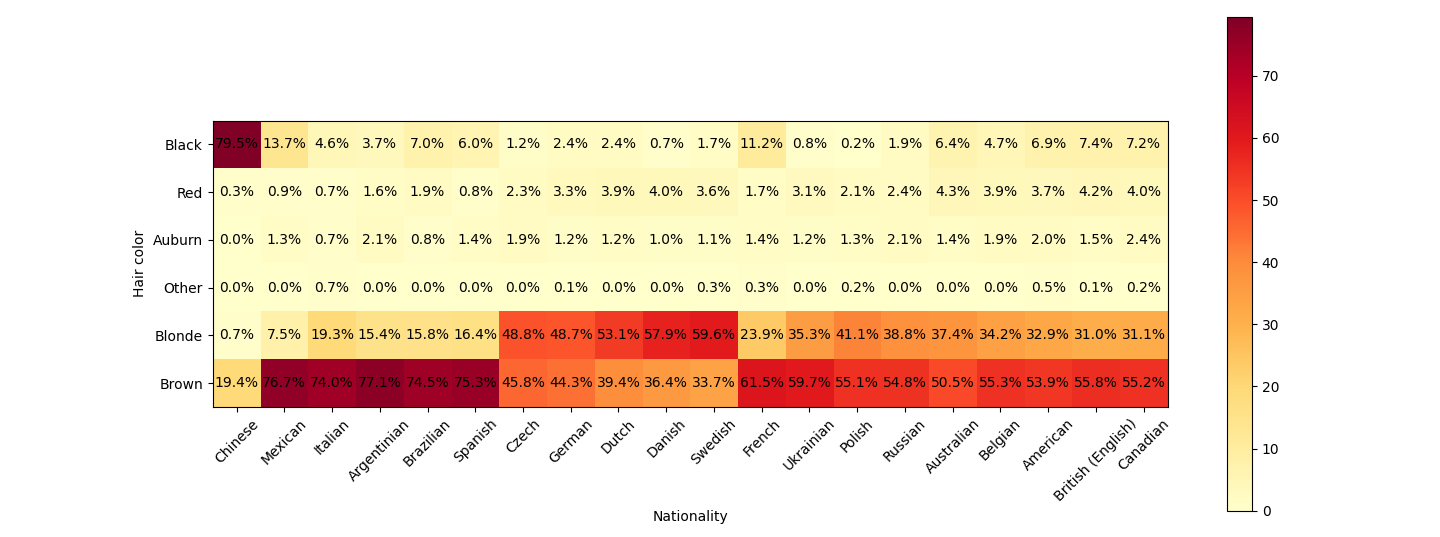 Black 79.5% 13.7% 4.6% 3.7% 7.0% 6.0% 1.2% 2.4% 2.4% 0.7% 1.7% 11.2% 0.8% 0.2% 1.9% 6.4% 4.7% 6.9% 7.4% 7.2%
Red 0.3% 0.9% 0.7% 1.6% 1.9% 0.8% 2.3% 3.3% 3.9% 4.0% 3.6% 1.7% 3.1% 2.1% 2.4% 4.3% 3.9% 3.7% 4.2% 4.0%
Auburn 0.0% 1.3% 0.7% 2.1% 0.8% 1.4% 1.9% 1.2% 1.2% 1.0% 1.1% 1.4% 1.2% 1.3% 2.1% 1.4% 1.9% 2.0% 1.5% 2.4%
Other 0.0% 0.0% 0.7% 0.0% 0.0% 0.0% 0.0% 0.1% 0.0% 0.0% 0.3% 0.3% 0.0% 0.2% 0.0% 0.0% 0.0% 0.5% 0.1% 0.2%
Blonde 0.7% 7.5% 19.3% 15.4% 15.8% 16.4% 48.8% 48.7% 53.1% 57.9% 59.6% 23.9% 35.3% 41.1% 38.8% 37.4% 34.2% 32.9% 31.0% 31.1%
Brown 19.4% 76.7% 74.0% 77.1% 74.5% 75.3% 45.8% 44.3% 39.4% 36.4% 33.7% 61.5% 59.7% 55.1% 54.8% 50.5% 55.3% 53.9% 55.8% 55.2%
Hair color
Chinese Mexican Italian Argentinian Brazilian Spanish Czech German Dutch Danish Swedish French Ukrainian Polish Russian Australian Belgian American British (English) Canadian
Nationality
70
60
50
40
30
20
10
0